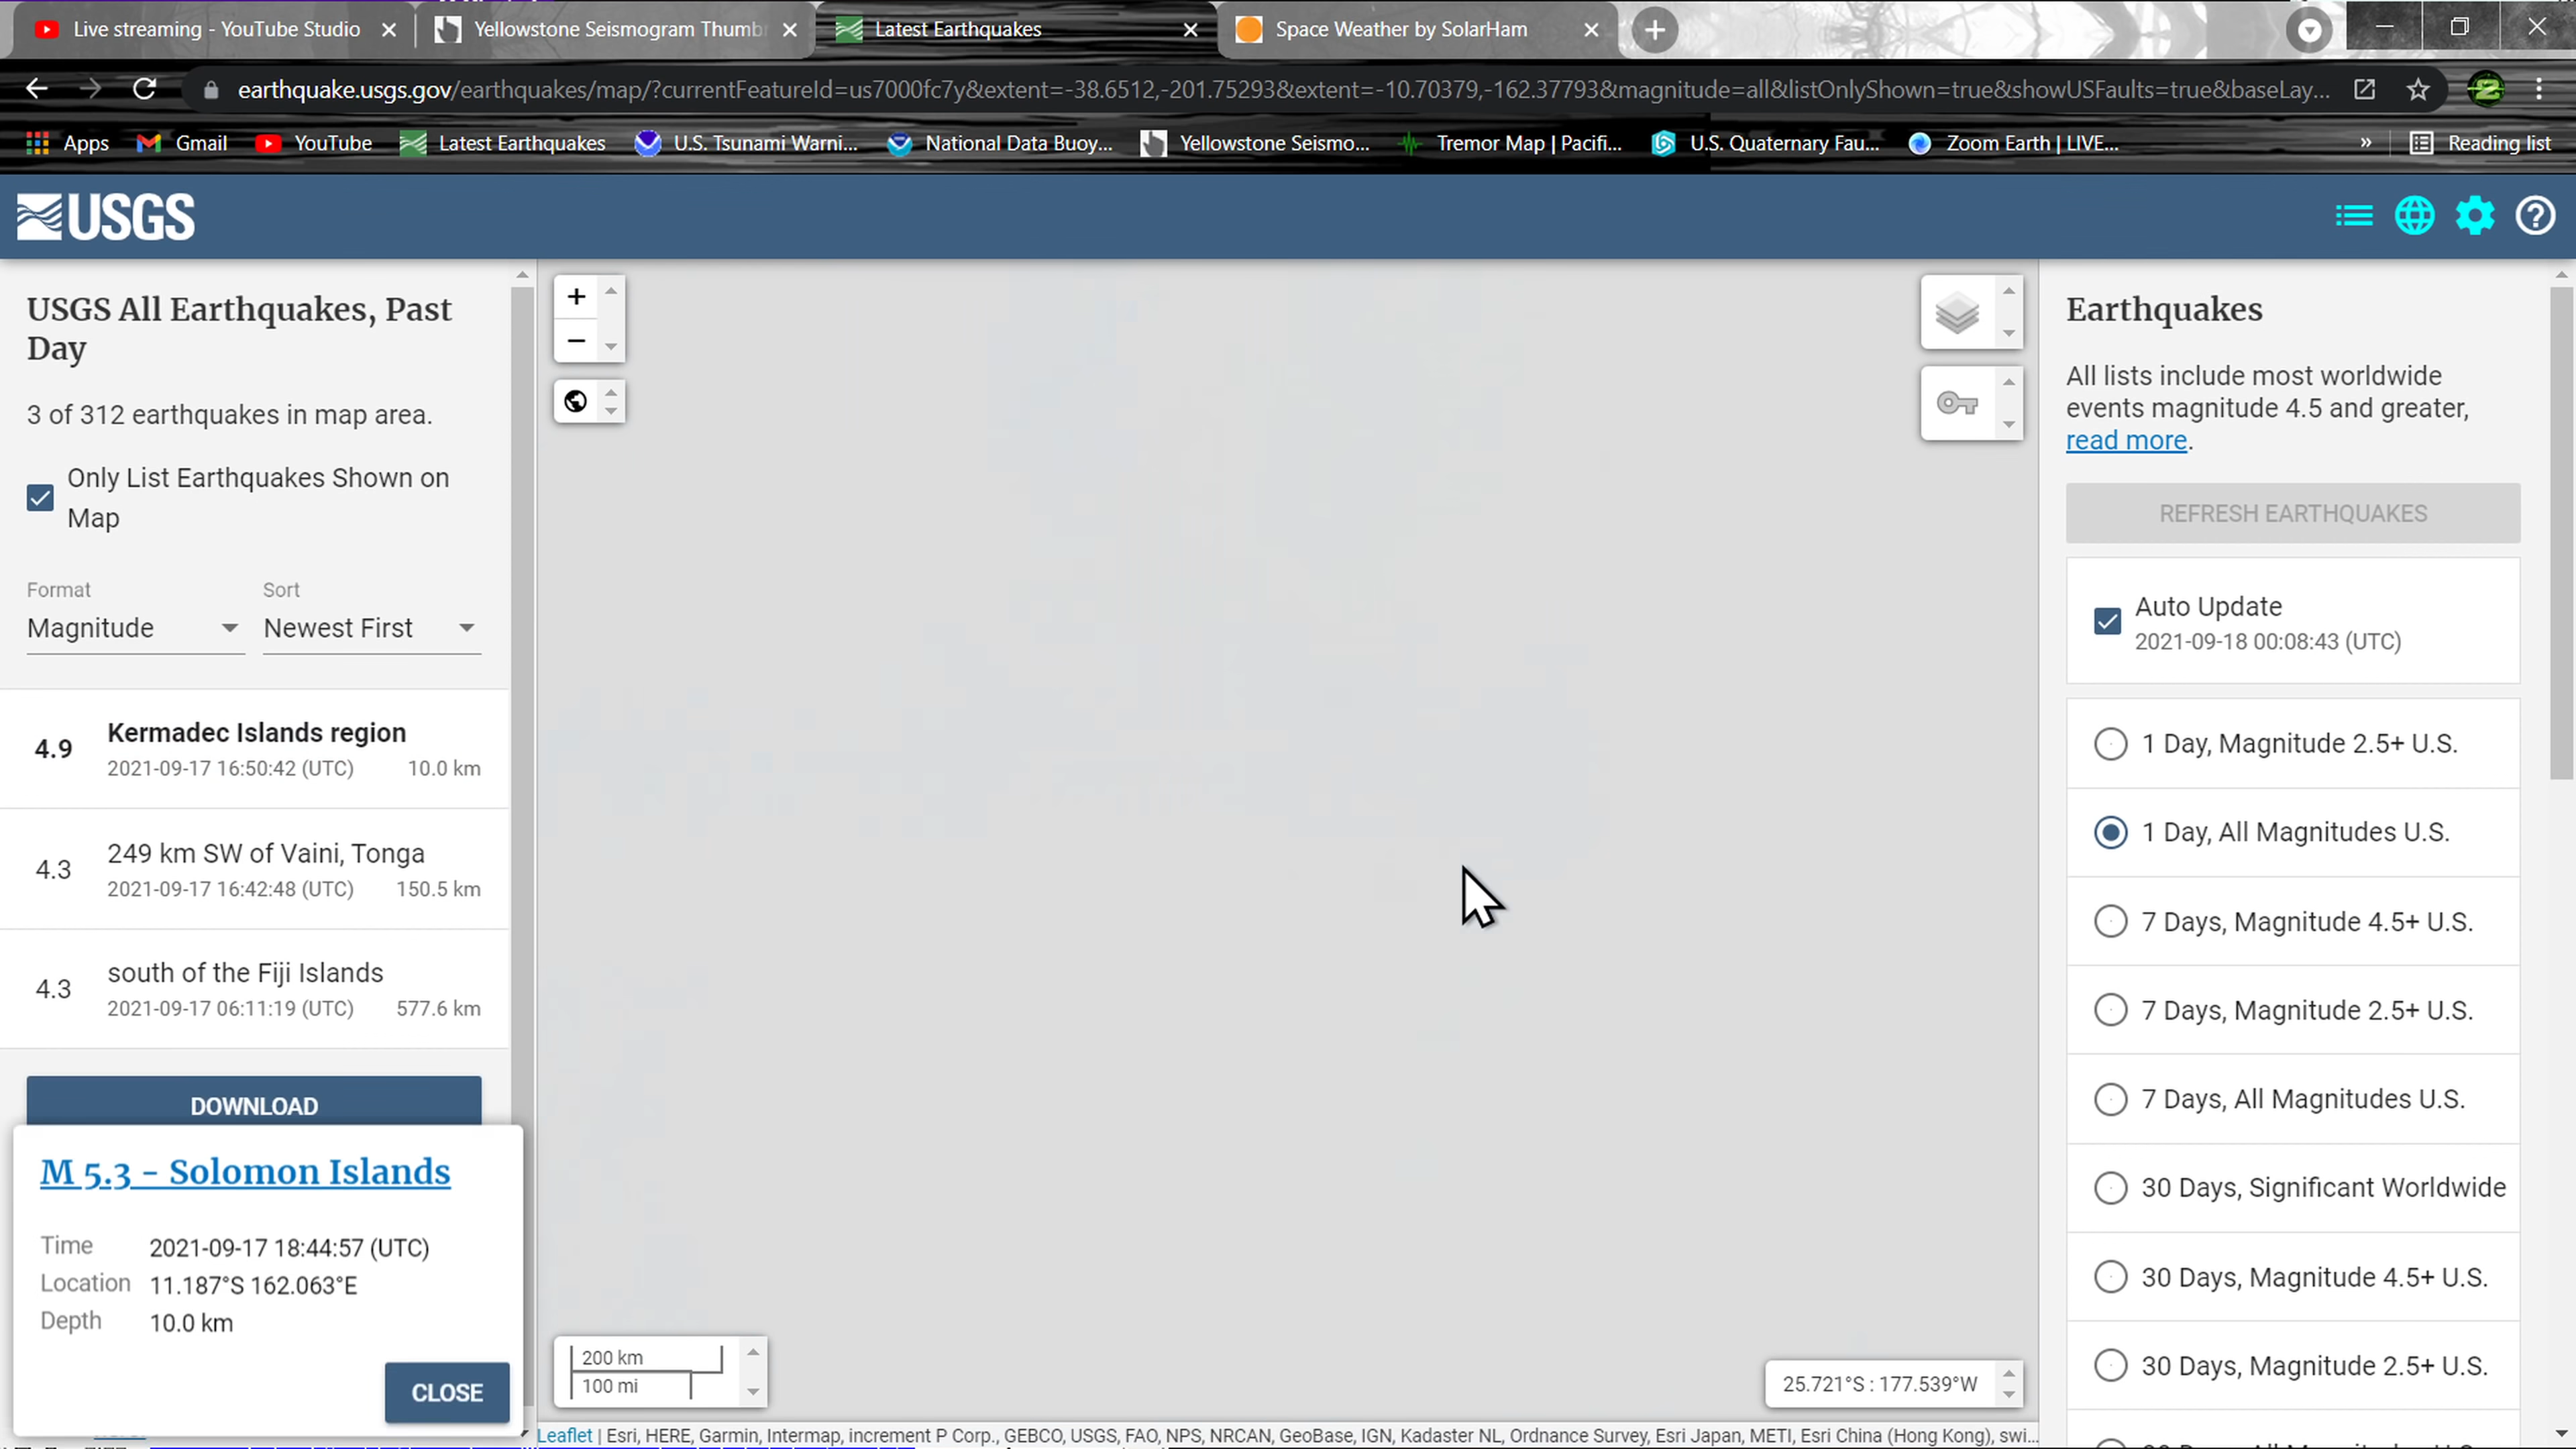 Live streaming - YouTube Studio
Yellowstone Seismogram Thumb
Latest Earthquakes
Space Weather by SolarHam
earthquake.usgs.gov/earthquakes/map/?currentFeatureId=us7000fc7y&extent=-38.6512,-201.75293&extent=-10.70379,-162.37793&magnitude=all&listOnlyShown=true&showUSFaults=true&baseLay...
Apps
Gmail
YouTube
Latest Earthquakes
U.S. Tsunami Warni...
National Data Buoy...
Yellowstone Seismo...
Tremor Map | Pacifi...
U.S. Quaternary Fau...
Zoom Earth | LIVE...
»
Reading list
USGS
USGS All Earthquakes, Past
Day
3 of 312 earthquakes in map area.
Only List Earthquakes Shown on
Map
Format
Magnitude
Sort
Newest First
4.9
Kermadec Islands region
2021-09-17 16:50:42 (UTC) 10.0 km
4.3
249 km SW of Vaini, Tonga
2021-09-17 16:42:48 (UTC) 150.5 km
4.3
south of the Fiji Islands
2021-09-17 06:11:19 (UTC) 577.6 km
DOWNLOAD
M 5.3 - Solomon Islands
Time 2021-09-17 18:44:57 (UTC)
Location 11.187°S 162.063°E
Depth 10.0 km
CLOSE
+
−
200 km
100 mi
25.721°S : 177.539°W
Leaflet | Esri, HERE, Garmin, Intermap, increment P Corp., GEBCO, USGS, FAO, NPS, NRCAN, GeoBase, IGN, Kadaster NL, Ordnance Survey, Esri Japan, METI, Esri China (Hong Kong), swi...
Earthquakes
All lists include most worldwide
events magnitude 4.5 and greater,
read more.
REFRESH EARTHQUAKES
Auto Update
2021-09-18 00:08:43 (UTC)
1 Day, Magnitude 2.5+ U.S.
1 Day, All Magnitudes U.S.
7 Days, Magnitude 4.5+ U.S.
7 Days, Magnitude 2.5+ U.S.
7 Days, All Magnitudes U.S.
30 Days, Significant Worldwide
30 Days, Magnitude 4.5+ U.S.
30 Days, Magnitude 2.5+ U.S.